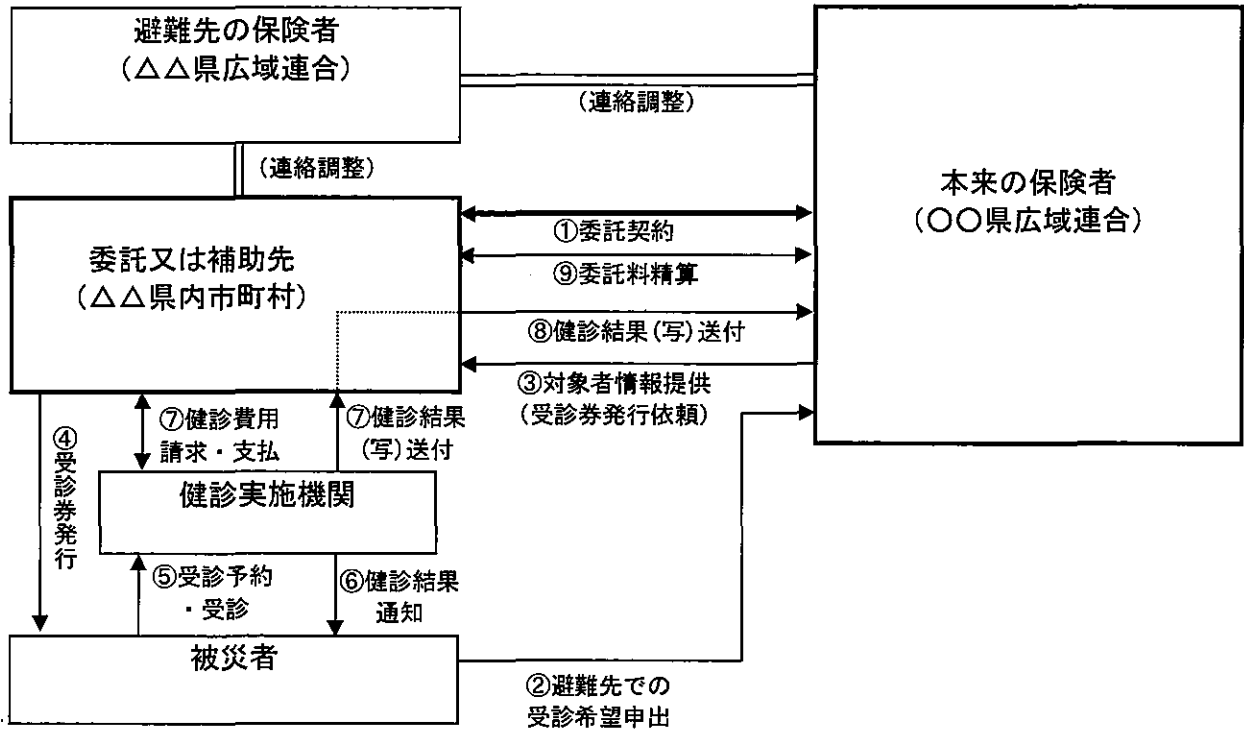 避難先の保険者
(△△県広域連合)
(連絡調整)
(連絡調整)
本来の保険者
(〇〇県広域連合)
委託又は補助先
(△△県内市町村)
①委託契約
⑨委託料精算
⑧健診結果(写)送付
③対象者情報提供
(受診券発行依頼)
④受診券発行
⑦健診費用
請求・支払
⑦健診結果
(写)送付
健診実施機関
⑤受診予約
・受診
⑥健診結果
通知
被災者
②避難先での
受診希望申出